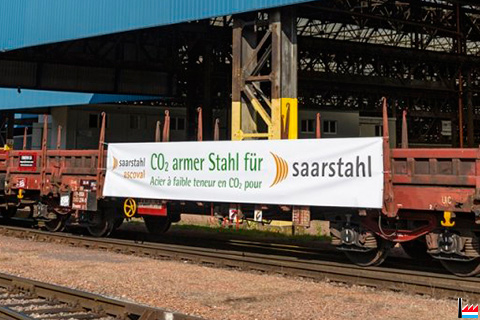 saarstahl
ascoval
CO₂ armer Stahl für
Acier à faible teneur en CO₂ pour
saarstahl